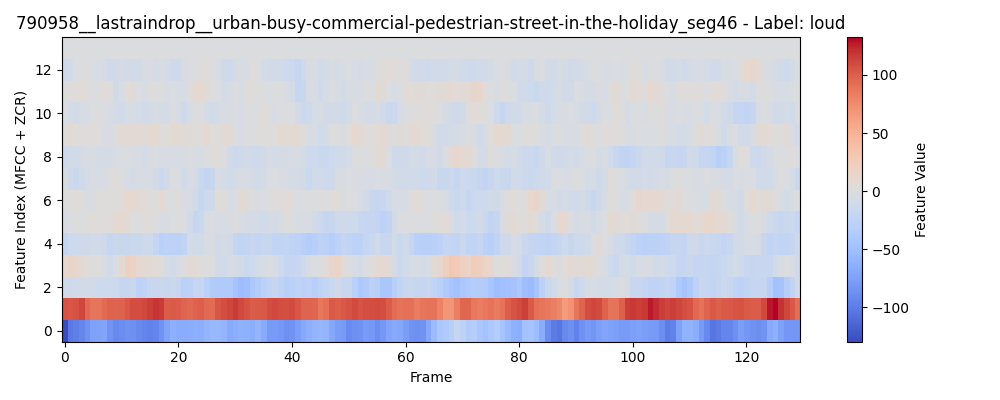 790958__lastraindrop__urban-busy-commercial-pedestrian-street-in-the-holiday_seg46 - Label: loud
Feature Index (MFCC + ZCR)
12
10
8
6
4
2
0
0 20 40 60 80 100 120
Frame
100
50
0
−50
−100
Feature Value